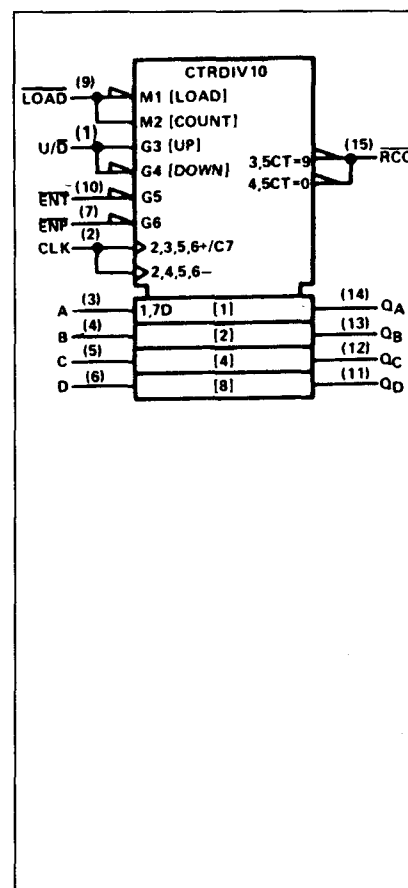 CTRDIV10
LOAD (9) M1 [LOAD]
M2 [COUNT]
U/D (1) G3 [UP]
G4 [DOWN]
3,5CT=9 (15) RCO
4,5CT=0
ENT (10) G5
ENP (7) G6
CLK (2) 2,3,5,6+/C7
2,4,5,6−
A (3) 1,7D [1] (14) QA
B (4) [2] (13) QB
C (5) [4] (12) QC
D (6) [8] (11) QD